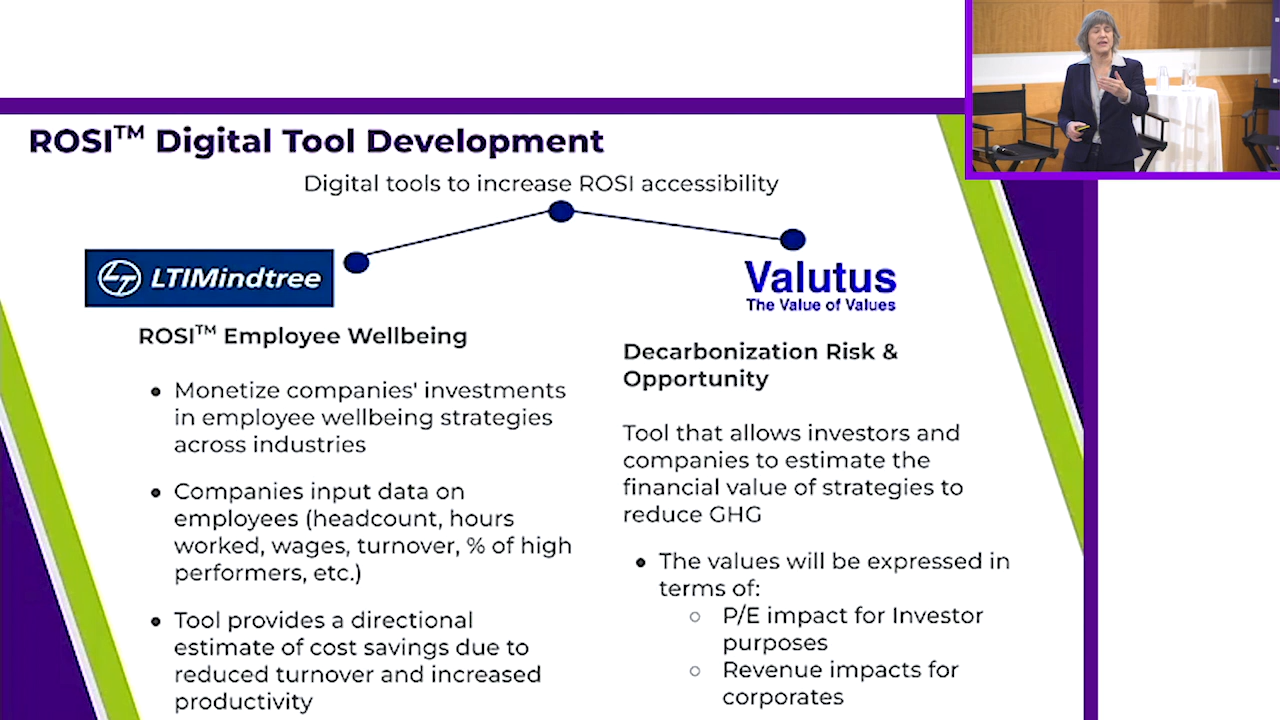 ROSI™ Digital Tool Development
Digital tools to increase ROSI accessibility
LTIMindtree
ROSI™ Employee Wellbeing
• Monetize companies' investments
in employee wellbeing strategies
across industries
• Companies input data on
employees (headcount, hours
worked, wages, turnover, % of high
performers, etc.)
• Tool provides a directional
estimate of cost savings due to
reduced turnover and increased
productivity
Valutus
The Value of Values
Decarbonization Risk &
Opportunity
Tool that allows investors and
companies to estimate the
financial value of strategies to
reduce GHG
• The values will be expressed in
terms of:
○ P/E impact for Investor
purposes
○ Revenue impacts for
corporates